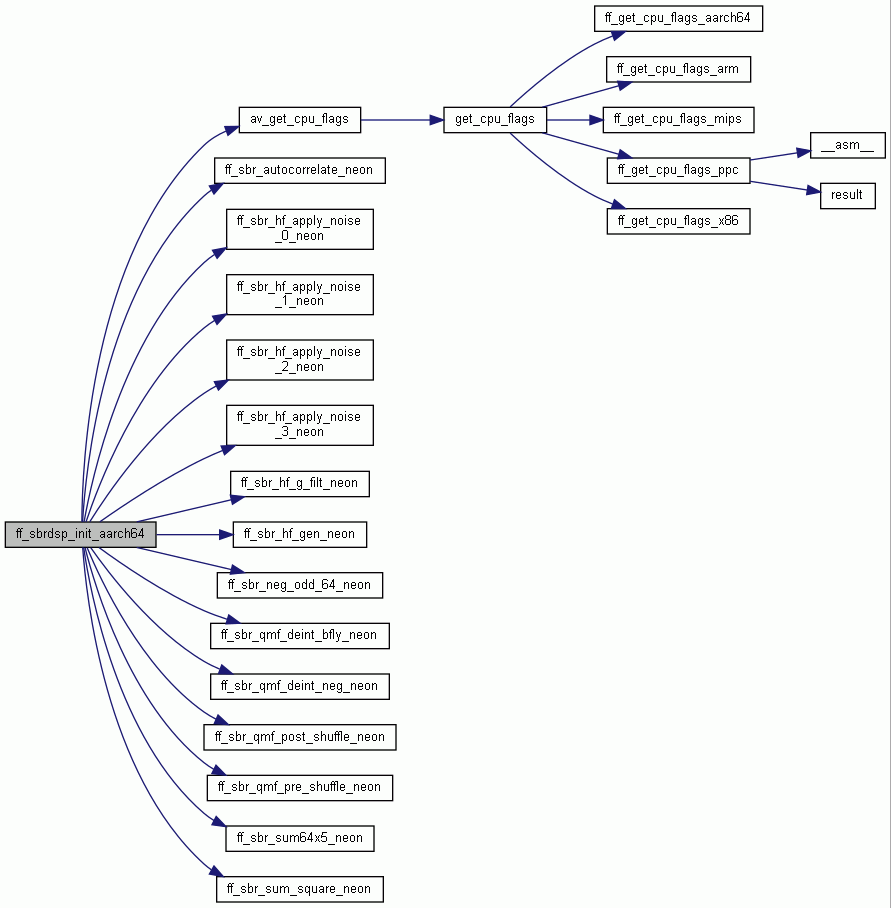 ff_get_cpu_flags_aarch64
ff_get_cpu_flags_arm
av_get_cpu_flags
get_cpu_flags
ff_get_cpu_flags_mips
__asm__
ff_sbr_autocorrelate_neon
ff_get_cpu_flags_ppc
result
ff_sbr_hf_apply_noise
_0_neon
ff_get_cpu_flags_x86
ff_sbr_hf_apply_noise
_1_neon
ff_sbr_hf_apply_noise
_2_neon
ff_sbr_hf_apply_noise
_3_neon
ff_sbr_hf_g_filt_neon
ff_sbrdsp_init_aarch64
ff_sbr_hf_gen_neon
ff_sbr_neg_odd_64_neon
ff_sbr_qmf_deint_bfly_neon
ff_sbr_qmf_deint_neg_neon
ff_sbr_qmf_post_shuffle_neon
ff_sbr_qmf_pre_shuffle_neon
ff_sbr_sum64x5_neon
ff_sbr_sum_square_neon